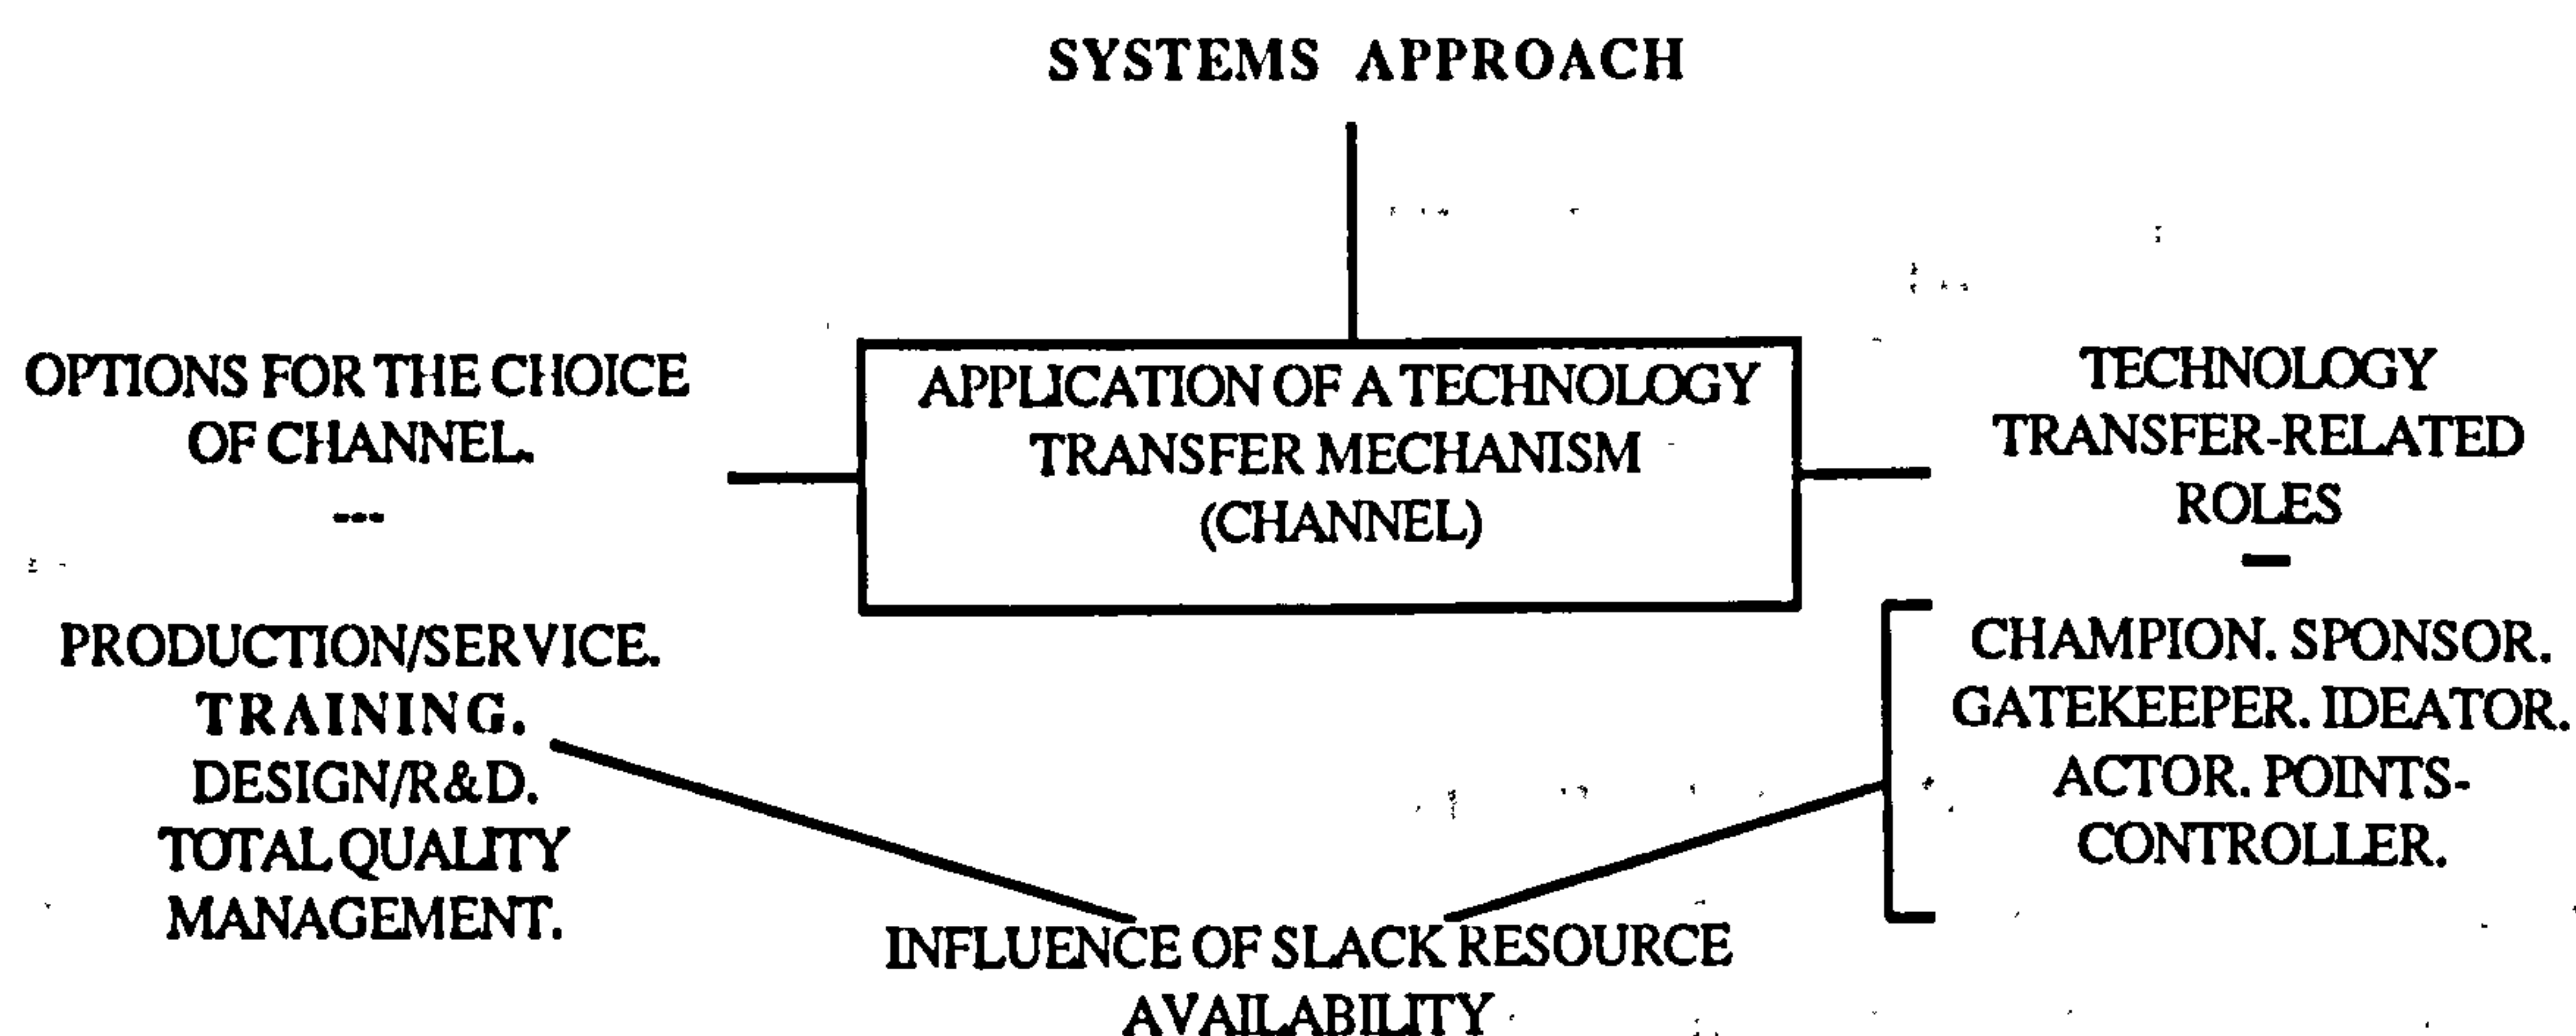 SYSTEMS APPROACH
OPTIONS FOR THE CHOICE
OF CHANNEL.
---
PRODUCTION/SERVICE.
TRAINING.
DESIGN/R&D.
TOTAL QUALITY
MANAGEMENT.
APPLICATION OF A TECHNOLOGY
TRANSFER MECHANISM
(CHANNEL)
TECHNOLOGY
TRANSFER-RELATED
ROLES
—
CHAMPION. SPONSOR.
GATEKEEPER. IDEATOR.
ACTOR. POINTS-
CONTROLLER.
INFLUENCE OF SLACK RESOURCE
AVAILABILITY